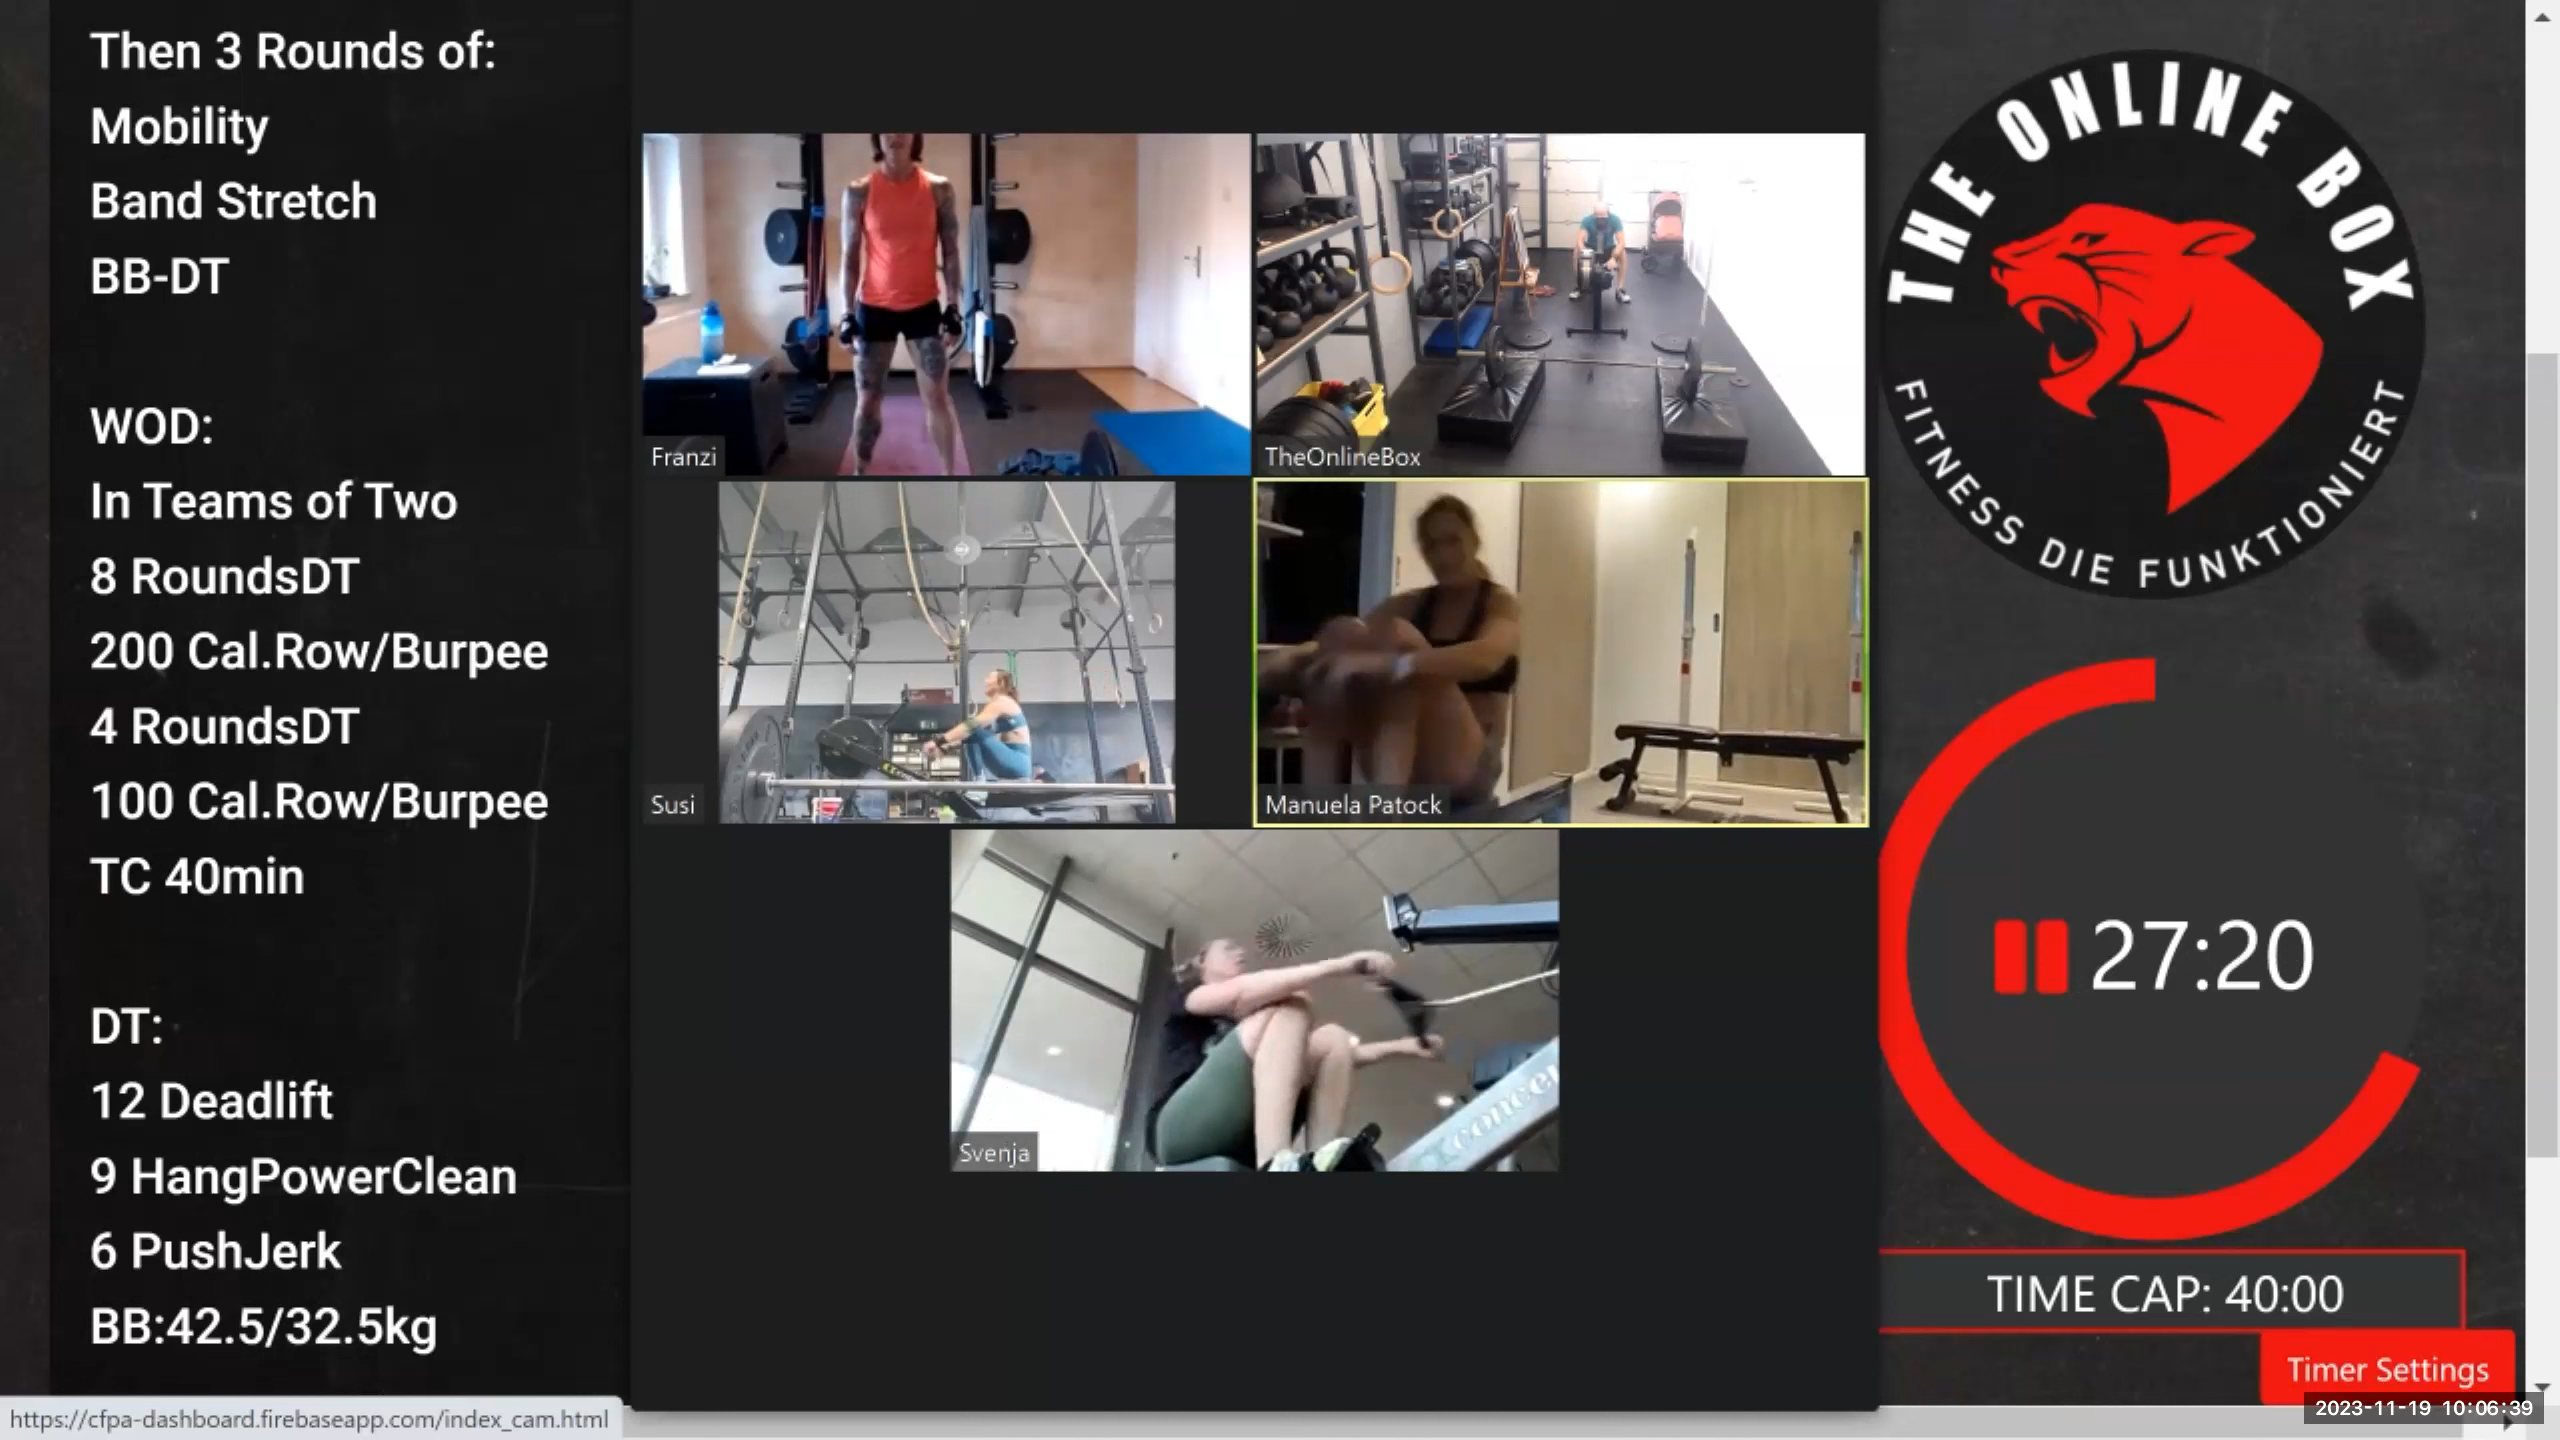 Then 3 Rounds of:
Mobility
Band Stretch
BB-DT
WOD:
In Teams of Two
8 RoundsDT
200 Cal.Row/Burpee
4 RoundsDT
100 Cal.Row/Burpee
TC 40min
DT:
12 Deadlift
9 HangPowerClean
6 PushJerk
BB:42.5/32.5kg
https://cfpa-dashboard.firebaseapp.com/index_cam.html
Franzi
TheOnlineBox
Susi
Manuela Patock
concep
Svenja
THE ONLINE BOX
FITNESS DIE FUNKTIONIERT
27:20
TIME CAP: 40:00
Timer Settings
2023-11-19 10:06:39